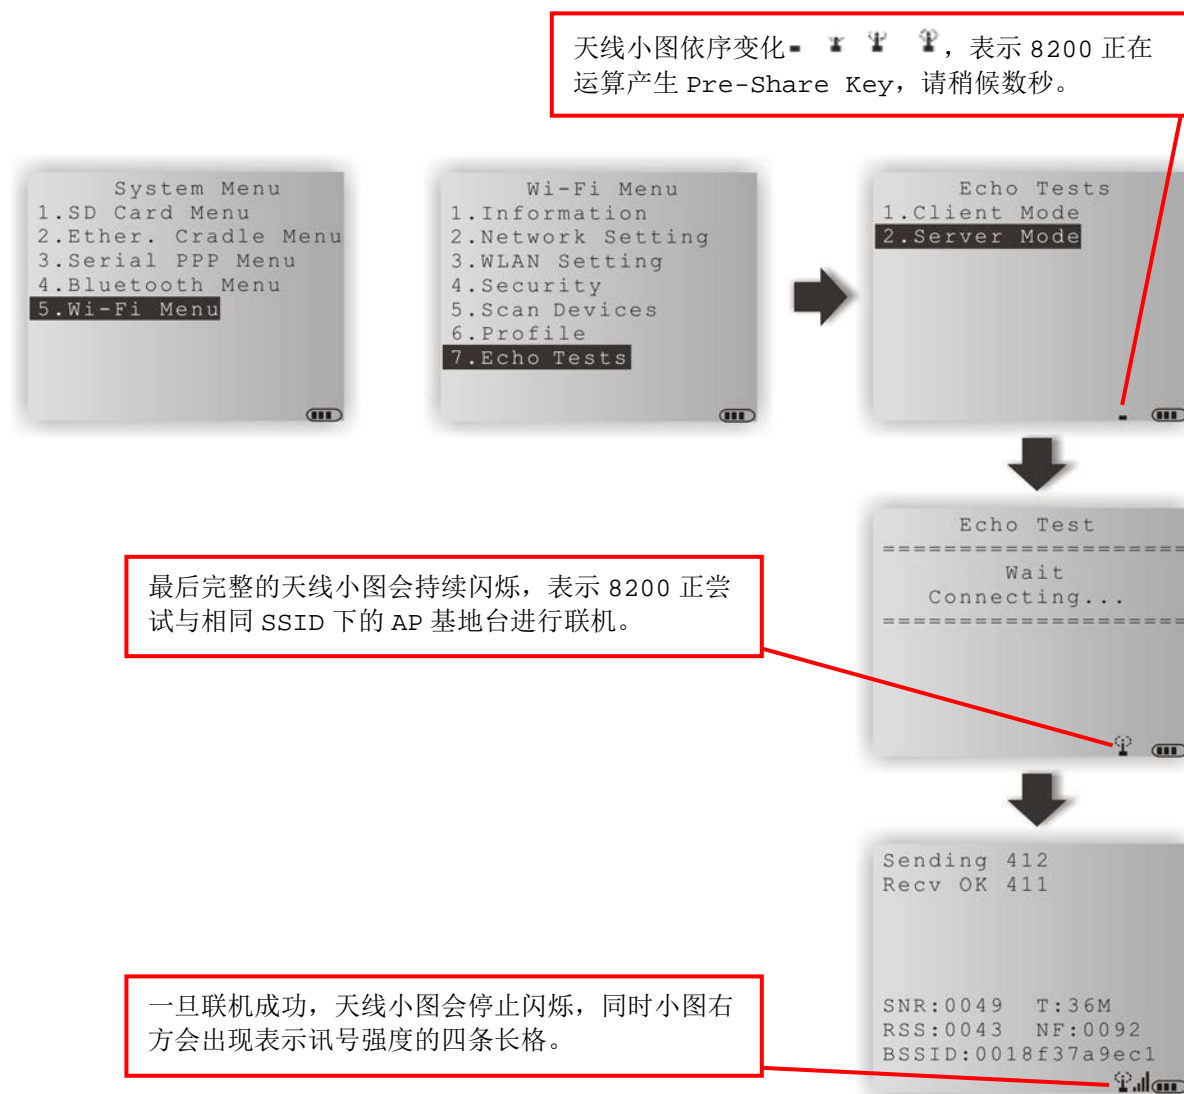 天线小图依序变化 ，表示 8200 正在
运算产生 Pre-Share Key，请稍候数秒。
System Menu
1.SD Card Menu
2.Ether. Cradle Menu
3.Serial PPP Menu
4.Bluetooth Menu
5.Wi-Fi Menu
Wi-Fi Menu
1.Information
2.Network Setting
3.WLAN Setting
4.Security
5.Scan Devices
6.Profile
7.Echo Tests
Echo Tests
1.Client Mode
2.Server Mode
Echo Test
====================
Wait
Connecting...
====================
最后完整的天线小图会持续闪烁，表示 8200 正尝
试与相同 SSID 下的 AP 基地台进行联机。
Sending 412
Recv OK 411
SNR:0049 T:36M
RSS:0043 NF:0092
BSSID:0018f37a9ec1
一旦联机成功，天线小图会停止闪烁，同时小图右
方会出现表示讯号强度的四条长格。